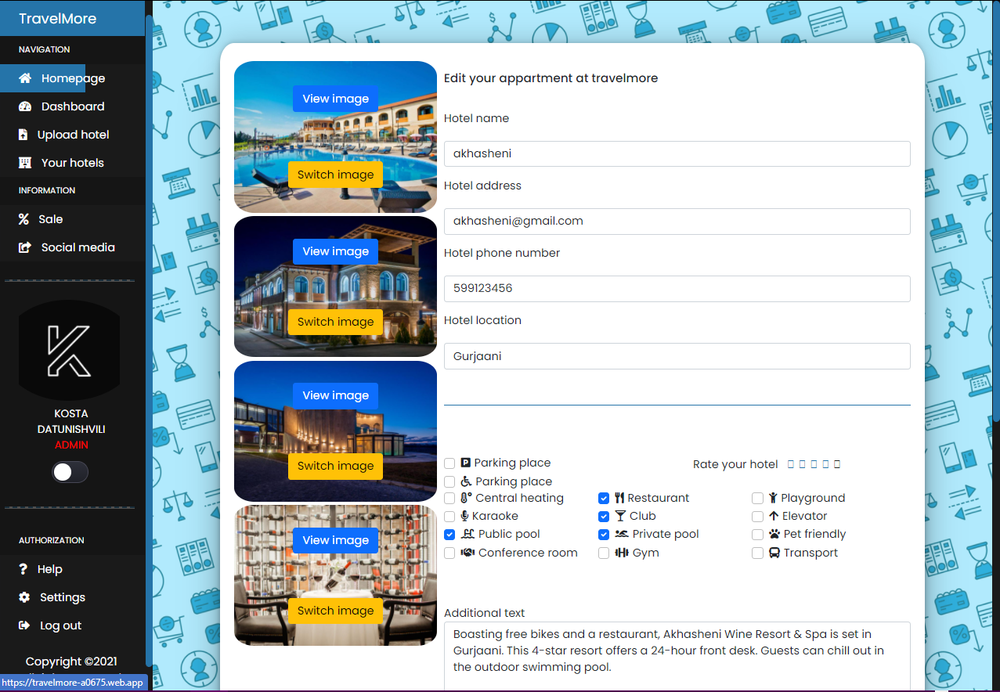 TravelMore
NAVIGATION
Homepage
Dashboard
Upload hotel
Your hotels
INFORMATION
Sale
Social media
KOSTA
DATUNISHVILI
ADMIN
AUTHORIZATION
Help
Settings
Log out
Copyright ©2021
https://travelmore-a0675.web.app
View image
Switch image
View image
Switch image
View image
Switch image
View image
Switch image
Edit your appartment at travelmore
Hotel name
akhasheni
Hotel address
akhasheni@gmail.com
Hotel phone number
599123456
Hotel location
Gurjaani
Parking place
Rate your hotel
Parking place
Central heating
Restaurant
Playground
Karaoke
Club
Elevator
Public pool
Private pool
Pet friendly
Conference room
Gym
Transport
Additional text
Boasting free bikes and a restaurant, Akhasheni Wine Resort & Spa is set in
Gurjaani. This 4-star resort offers a 24-hour front desk. Guests can chill out in
the outdoor swimming pool.